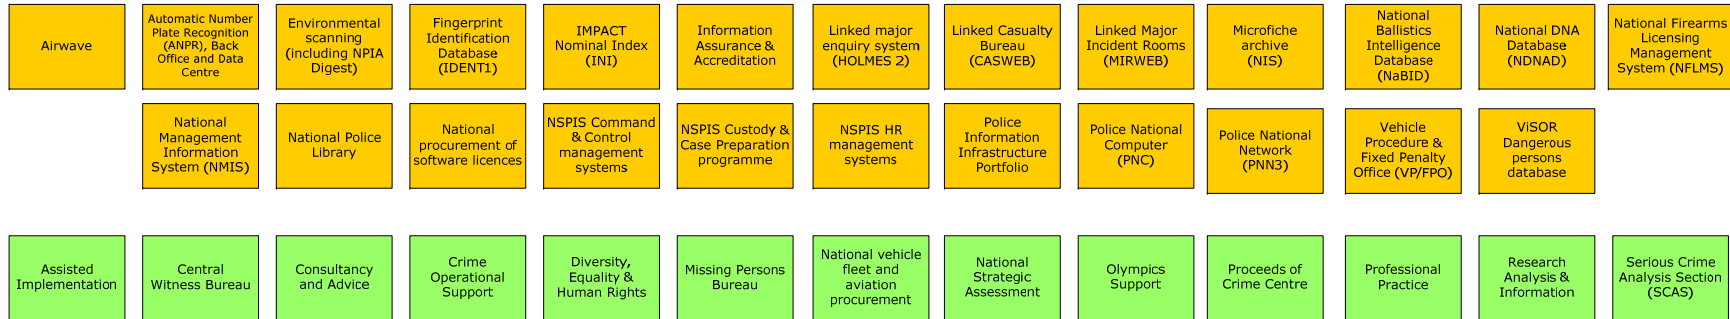 Airwave
Automatic Number
Plate Recognition
(ANPR), Back
Office and Data
Centre
Environmental
scanning
(including NPIA
Digest)
Fingerprint
Identification
Database
(IDENT1)
IMPACT
Nominal Index
(INI)
Information
Assurance &
Accreditation
Linked major
enquiry system
(HOLMES 2)
Linked Casualty
Bureau
(CASWEB)
Linked Major
Incident Rooms
(MIRWEB)
Microfiche
archive
(NIS)
National
Ballistics
Intelligence
Database
(NaBID)
National DNA
Database
(NDNAD)
National Firearms
Licensing
Management
System (NFLMS)
National
Management
Information
System (NMIS)
National Police
Library
National
procurement of
software licences
NSPIS Command
& Control
management
systems
NSPIS Custody &
Case Preparation
programme
NSPIS HR
management
systems
Police
Information
Infrastructure
Portfolio
Police National
Computer
(PNC)
Police National
Network
(PNN3)
Vehicle
Procedure &
Fixed Penalty
Office (VP/FPO)
ViSOR
Dangerous
persons
database
Assisted
Implementation
Central
Witness Bureau
Consultancy
and Advice
Crime
Operational
Support
Diversity,
Equality &
Human Rights
Missing Persons
Bureau
National vehicle
fleet and
aviation
procurement
National
Strategic
Assessment
Olympics
Support
Proceeds of
Crime Centre
Professional
Practice
Research
Analysis &
Information
Serious Crime
Analysis Section
(SCAS)